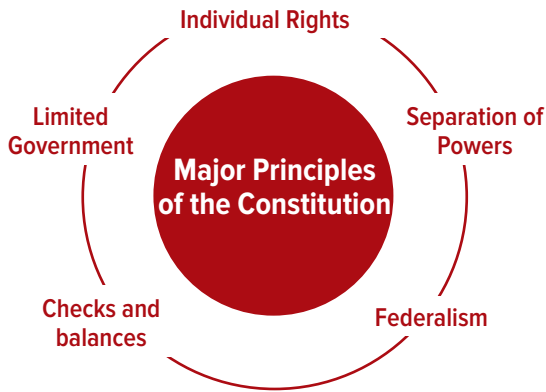 Individual Rights
Limited
Government
Separation of
Powers
Major Principles
of the Constitution
Checks and
balances
Federalism